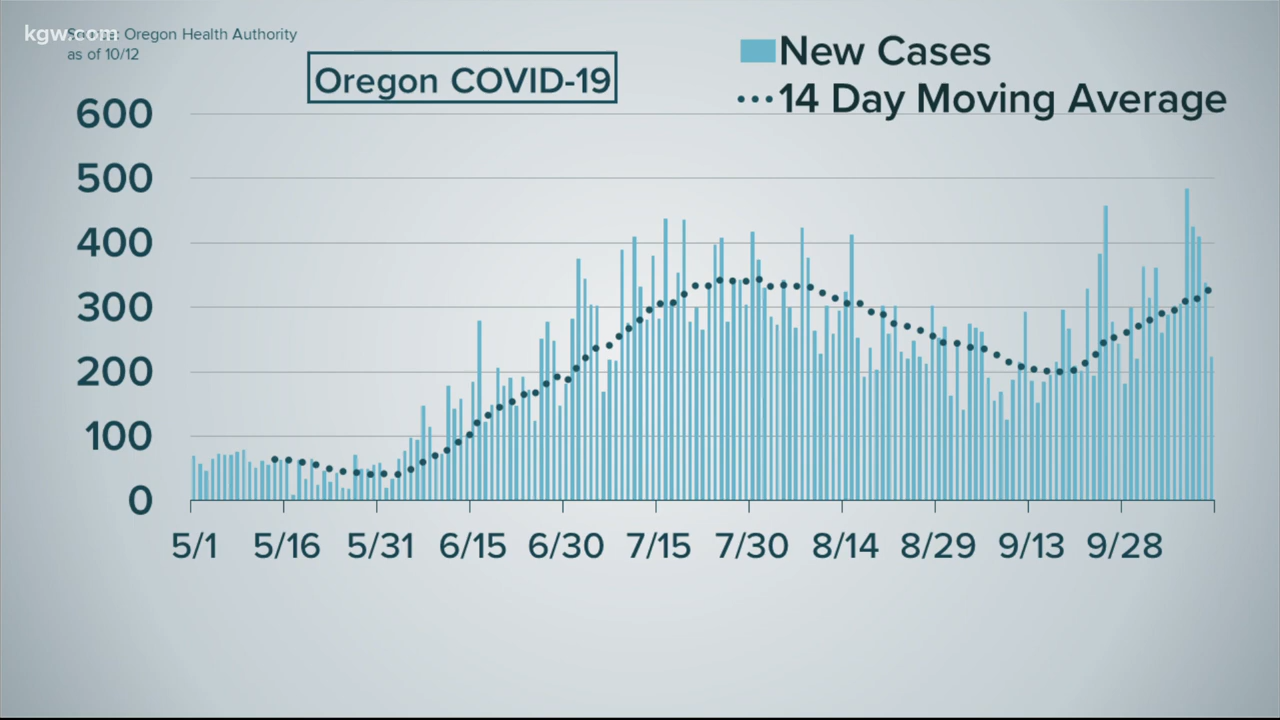 kgw.com
Source: Oregon Health Authority
as of 10/12
Oregon COVID-19
New Cases
14 Day Moving Average
600
500
400
300
200
100
0
5/1 5/16 5/31 6/15 6/30 7/15 7/30 8/14 8/29 9/13 9/28